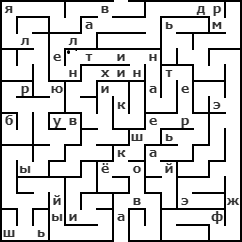 я в д р
а ь м
л л
е т и н
н х и н т
р ю и а е
к э
б у в е р
ш ь
к а
ы ё о й
й в э ж
ы и а ф
ш ь